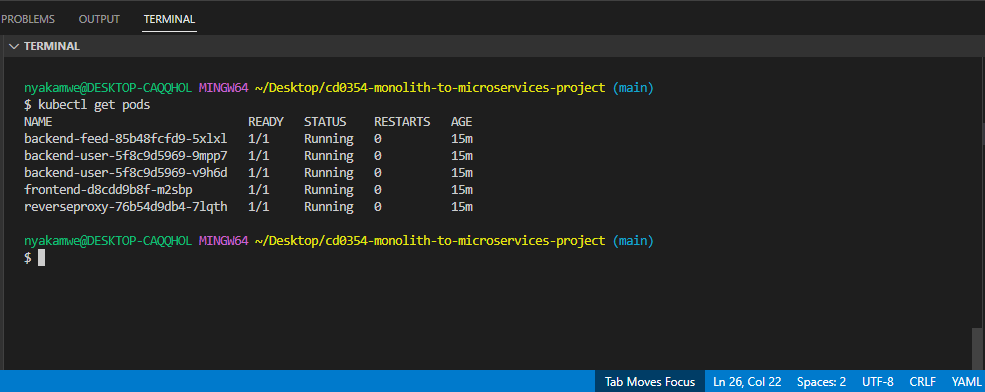 PROBLEMS OUTPUT TERMINAL
TERMINAL
nyakamwe@DESKTOP-CAQQHOL MINGW64 ~/Desktop/cd0354-monolith-to-microservices-project (main)
$ kubectl get pods
NAME READY STATUS RESTARTS AGE
backend-feed-85b48fcfd9-5xlxl 1/1 Running 0 15m
backend-user-5f8c9d5969-9mpp7 1/1 Running 0 15m
backend-user-5f8c9d5969-v9h6d 1/1 Running 0 15m
frontend-d8cdd9b8f-m2sbp 1/1 Running 0 15m
reverseproxy-76b54d9db4-7lqth 1/1 Running 0 15m
nyakamwe@DESKTOP-CAQQHOL MINGW64 ~/Desktop/cd0354-monolith-to-microservices-project (main)
$
Tab Moves Focus Ln 26, Col 22 Spaces: 2 UTF-8 CRLF YAML